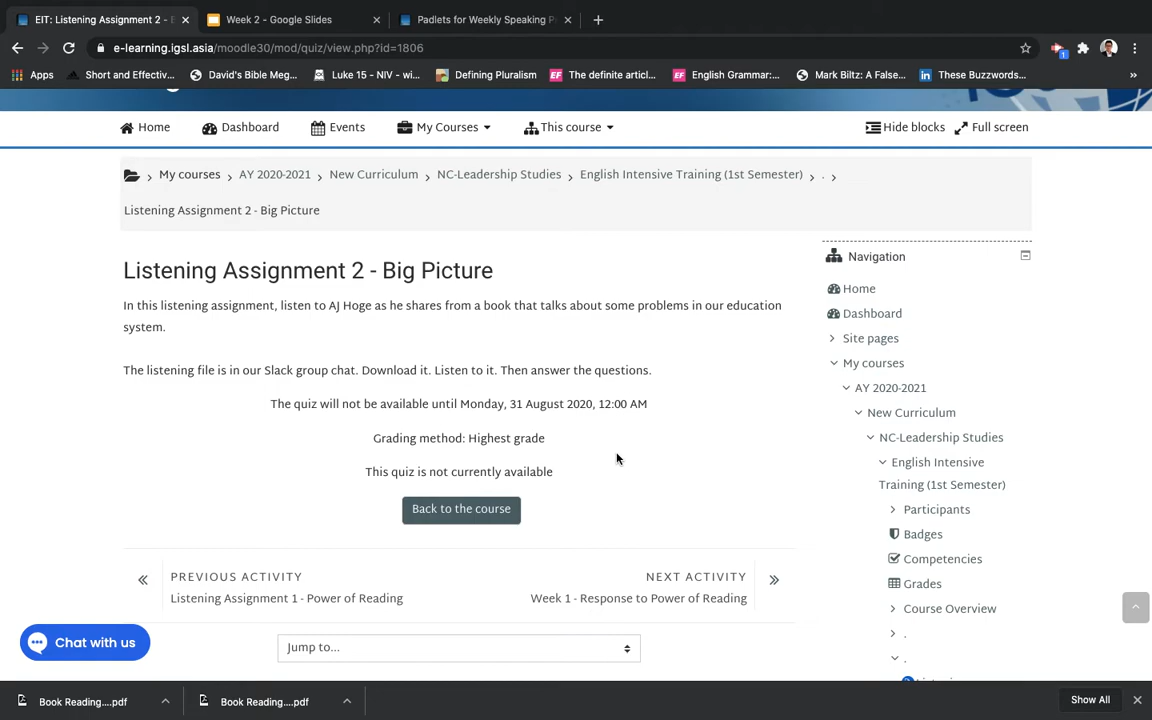 EIT: Listening Assignment 2 -
Week 2 - Google Slides
Padlets for Weekly Speaking P
e-learning.igsl.asia/moodle30/mod/quiz/view.php?id=1806
Apps
Short and Effectiv...
David's Bible Meg...
Luke 15 - NIV - wi...
Defining Pluralism
The definite articl...
English Grammar:...
Mark Biltz: A False...
These Buzzwords...
Home
Dashboard
Events
My Courses
This course
Hide blocks
Full screen
My courses
AY 2020-2021
New Curriculum
NC-Leadership Studies
English Intensive Training (1st Semester)
.
Listening Assignment 2 - Big Picture
Listening Assignment 2 - Big Picture
In this listening assignment, listen to AJ Hoge as he shares from a book that talks about some problems in our education
system.
The listening file is in our Slack group chat. Download it. Listen to it. Then answer the questions.
The quiz will not be available until Monday, 31 August 2020, 12:00 AM
Grading method: Highest grade
This quiz is not currently available
Back to the course
PREVIOUS ACTIVITY
Listening Assignment 1 - Power of Reading
NEXT ACTIVITY
Week 1 - Response to Power of Reading
Jump to...
Chat with us
Navigation
Home
Dashboard
Site pages
My courses
AY 2020-2021
New Curriculum
NC-Leadership Studies
English Intensive
Training (1st Semester)
Participants
Badges
Competencies
Grades
Course Overview
.
.
Book Reading....pdf
Book Reading....pdf
Show All